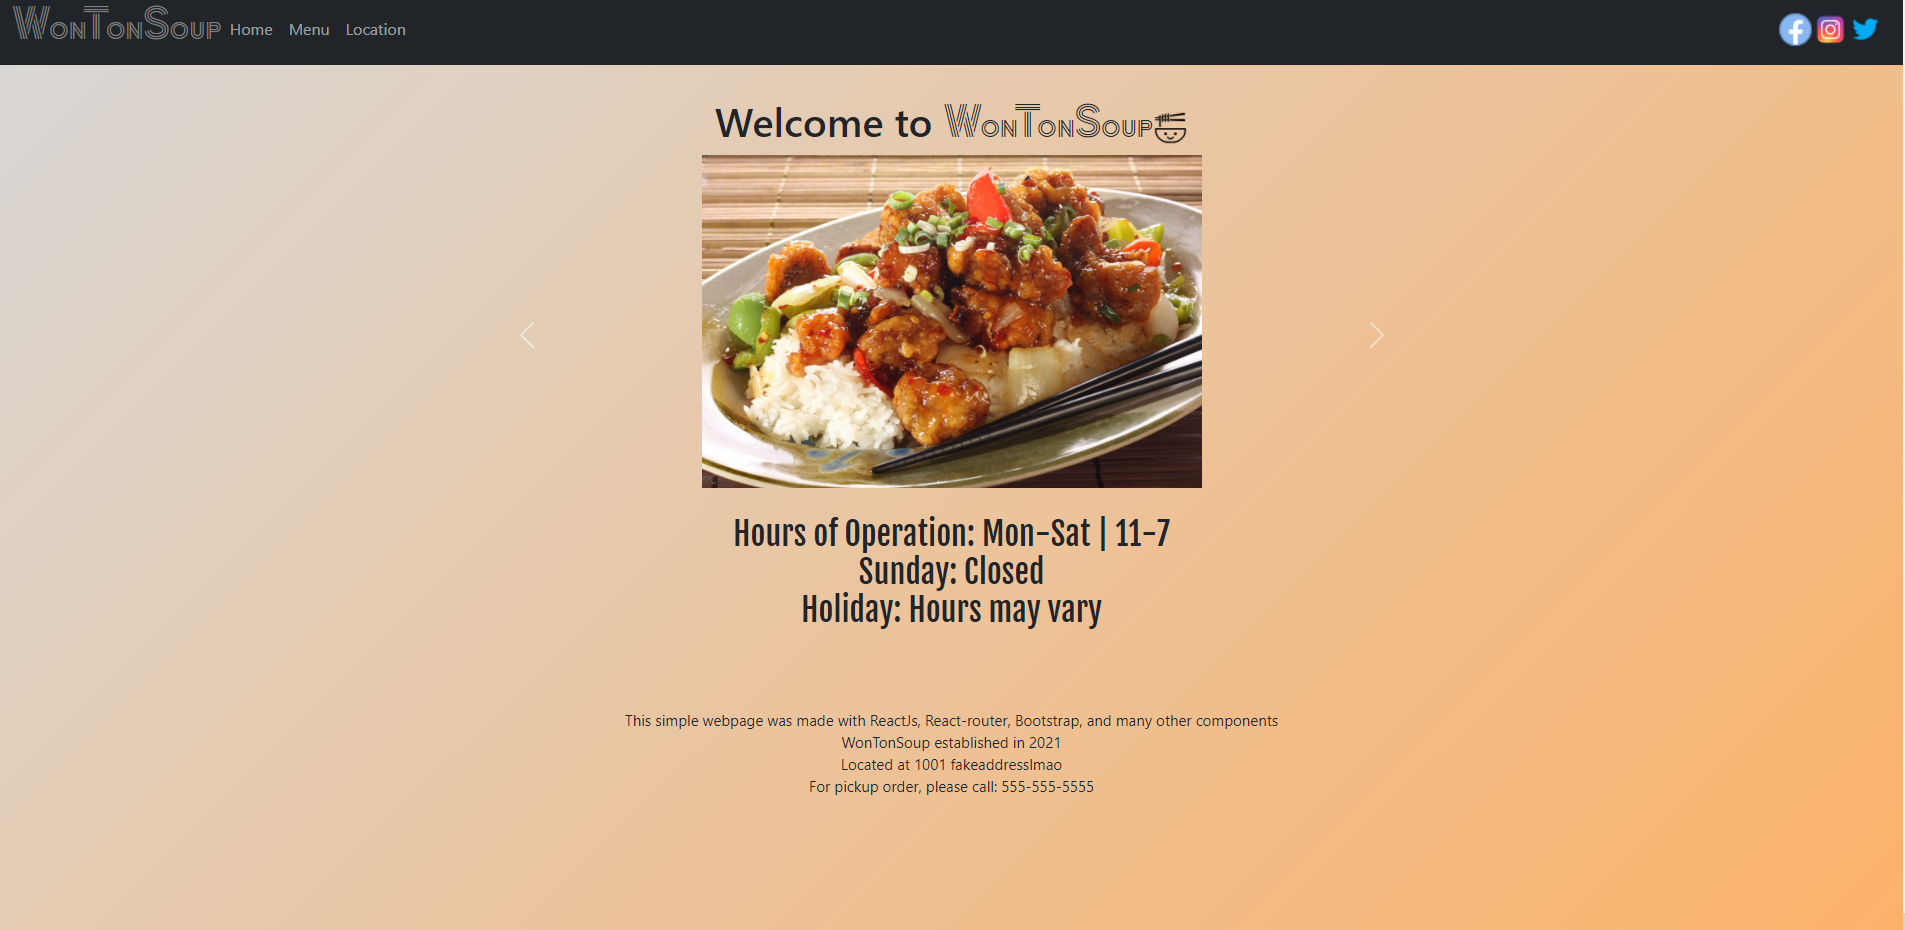 WonTonSoup Home Menu Location
Welcome to WonTonSoup
Hours of Operation: Mon-Sat | 11-7
Sunday: Closed
Holiday: Hours may vary
This simple webpage was made with ReactJs, React-router, Bootstrap, and many other components
WonTonSoup established in 2021
Located at 1001 fakeaddresslmao
For pickup order, please call: 555-555-5555